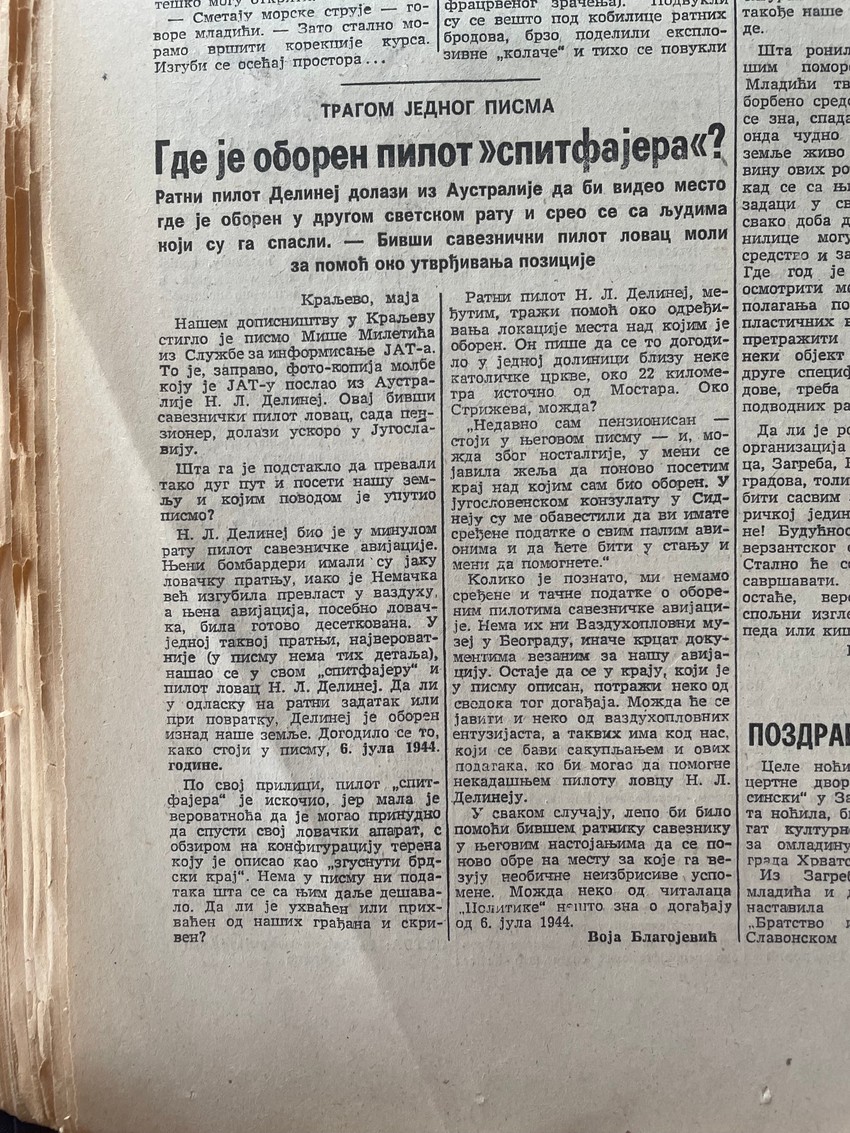 тешко могу
— Сметају морске струје — го-
воре младићи. — Зато стално мо-
рамо вршити корекције курса.
Изгуби се осећај простора...
фрацрвеног зрачења). Подвукли
су се вешто под кобилице ратних
бродова, брзо поделили експло-
зивне „колаче“ и тихо се повукли
ТРАГОМ ЈЕДНОГ ПИСМА
Где је оборен пилот »спитфајера«?
Ратни пилот Делинеј долази из Аустралије да би видео место
где је оборен у другом светском рату и срео се са људима
који су га спасли. — Бивши савезнички пилот ловац моли
за помоћ око утврђивања позиције
Краљево, маја
Нашем дописништву у Краљеву
стигло је писмо Мише Милетића
из Службе за информисање ЈАТ-а.
То је, заправо, фото-копија молбе
коју је ЈАТ-у послао из Аустра-
лије Н. Л. Делинеј. Овај бивши
савезнички пилот ловац, сада пен-
зионер, долази ускоро у Југосла-
вију.
Шта га је подстакло да превали
тако дуг пут и посети нашу зем-
љу и којим поводом је упутио
писмо?
Н. Л. Делинеј био је у минулом
рату пилот савезничке авијације.
Њени бомбардери имали су јаку
ловачку пратњу, иако је Немачка
већ изгубила превласт у ваздуху,
а њена авијација, посебно ловач-
ка, била готово десеткована. У
једној таквој пратњи, највероват-
није (у писму нема тих детаља),
нашао се у свом „спитфајеру“ и
пилот ловац Н. Л. Делинеј. Да ли
у одласку на ратни задатак или
при повратку, Делинеј је оборен
изнад наше земље. Догодило се то,
како стоји у писму, 6. јула 1944.
године.
По свој прилици, пилот „спит-
фајера“ је искочио, јер мала је
вероватноћа да је могао принудно
да спусти свој ловачки апарат, с
обзиром на конфигурацију терена
коју је описао као „згуснути брд-
ски крај“. Нема у писму ни пода-
така шта се са њим даље дешава-
ло. Да ли је ухваћен или прих-
ваћен од наших грађана и скри-
вен?
Ратни пилот Н. Л. Делинеј, ме-
ђутим, тражи помоћ око одређи-
вања локације места над којим је
оборен. Он пише да се то догоди-
ло у једној долиници близу неке
католичке цркве, око 22 киломе-
тра источно од Мостара. Око
Стрижева, можда?
„Недавно сам пензионисан —
стоји у његовом писму — и, мо-
жда због носталгије, у мени се
јавила жеља да поново посетим
крај над којим сам био оборен. У
југословенском конзулату у Сид-
неју су ме обавестили да ви имате
сређене податке о свим палим ави-
онима и да ћете бити у стању и
мени да помогнете.“
Колико је познато, ми немамо
сређене и тачне податке о оборе-
ним пилотима савезничке авијаци-
је. Нема их ни Ваздухопловни му-
зеј у Београду, иначе крцат доку-
ментима везаним за нашу авија-
цију. Остаје да се у крају, који је
у писму описан, потражи неко од
сведока тог догађаја. Можда ће се
јавити и неко од ваздухопловних
ентузијаста, а таквих има код нас,
који се бави сакупљањем и ових
података, ко би могао да помогне
некадашњем пилоту ловцу Н. Л.
Делинеју.
У сваком случају, лепо би било
помоћи бившем ратнику савезнику
у његовим настојањима да се по-
ново обре на месту за које га ве-
зују необичне неизбрисиве успо-
мене. Можда неко од читалаца
„Политике“ нешто зна о догађају
од 6. јула 1944.
Воја Благојевић
такође наше
де.
Шта ронил
шим помор
Младићи тв
борбено сред
се зна, спада
онда чудно
земље живо
вину ових ро
кад се са њи
задаци у св
свако доба д
нилице могу
средство и за
Где год је
осмотрити мо
полагања по
пластичних в
претражити
неки објект
друге специф
дове, треба
подводних ра
Да ли је ро
организација
ца, Загреба, Б
градова, толи
бити сасвим
ричкој једин
не! Будућнос
верзантског
Стално ће с
савршавати.
остаће, вере
спољни изгле
педа или киш
ПОЗДРАВ
Целе ноћи
цертне двор
сински“ у За
та ноћила, би
гат културн
за омладину
града Хрватс
Из Загреб
младића и д
наставила
„Братство и
Славонском